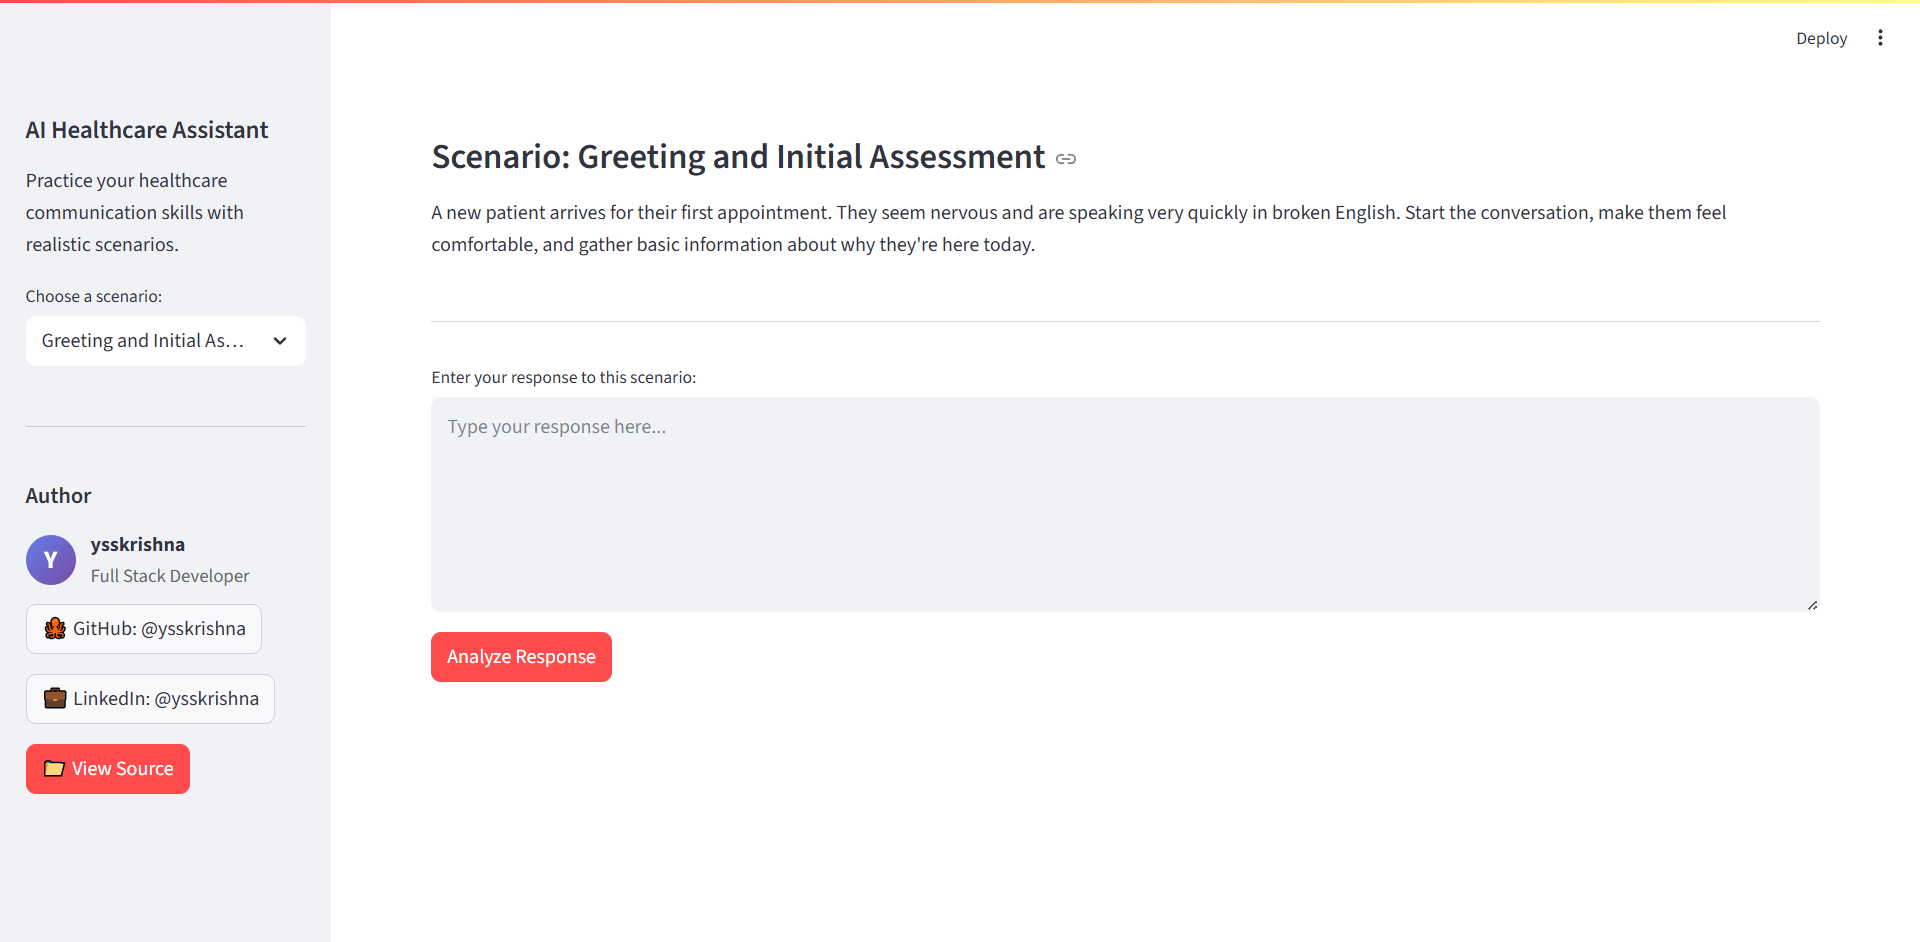 Deploy
AI Healthcare Assistant
Practice your healthcare
communication skills with
realistic scenarios.
Choose a scenario:
Greeting and Initial As...
Author
Y
ysskrishna
Full Stack Developer
GitHub: @ysskrishna
LinkedIn: @ysskrishna
View Source
Scenario: Greeting and Initial Assessment
A new patient arrives for their first appointment. They seem nervous and are speaking very quickly in broken English. Start the conversation, make them feel
comfortable, and gather basic information about why they're here today.
Enter your response to this scenario:
Type your response here...
Analyze Response